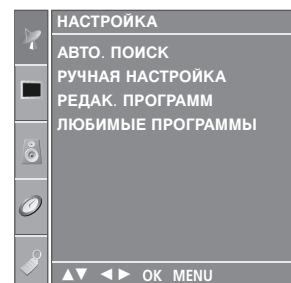 НАСТРОЙКА
АВТО. ПОИСК
РУЧНАЯ НАСТРОЙКА
РЕДАК. ПРОГРАММ
ЛЮБИМЫЕ ПРОГРАММЫ
▲▼ ◄► OK MENU